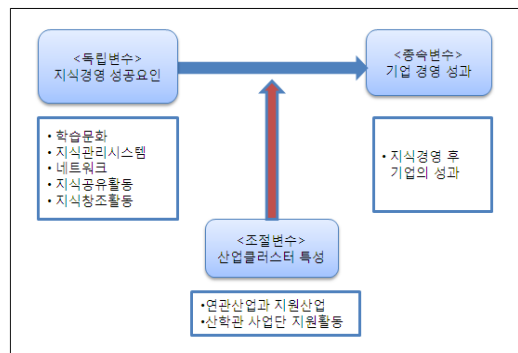 <독립변수>
지식경영 성공요인
<종속변수>
기업 경영 성과
• 학습문화
• 지식관리시스템
• 네트워크
• 지식공유활동
• 지식창조활동
• 지식경영 후
기업의 성과
<조절변수>
산업클러스터 특성
•연관산업과 지원산업
•산학관 사업단 지원활동